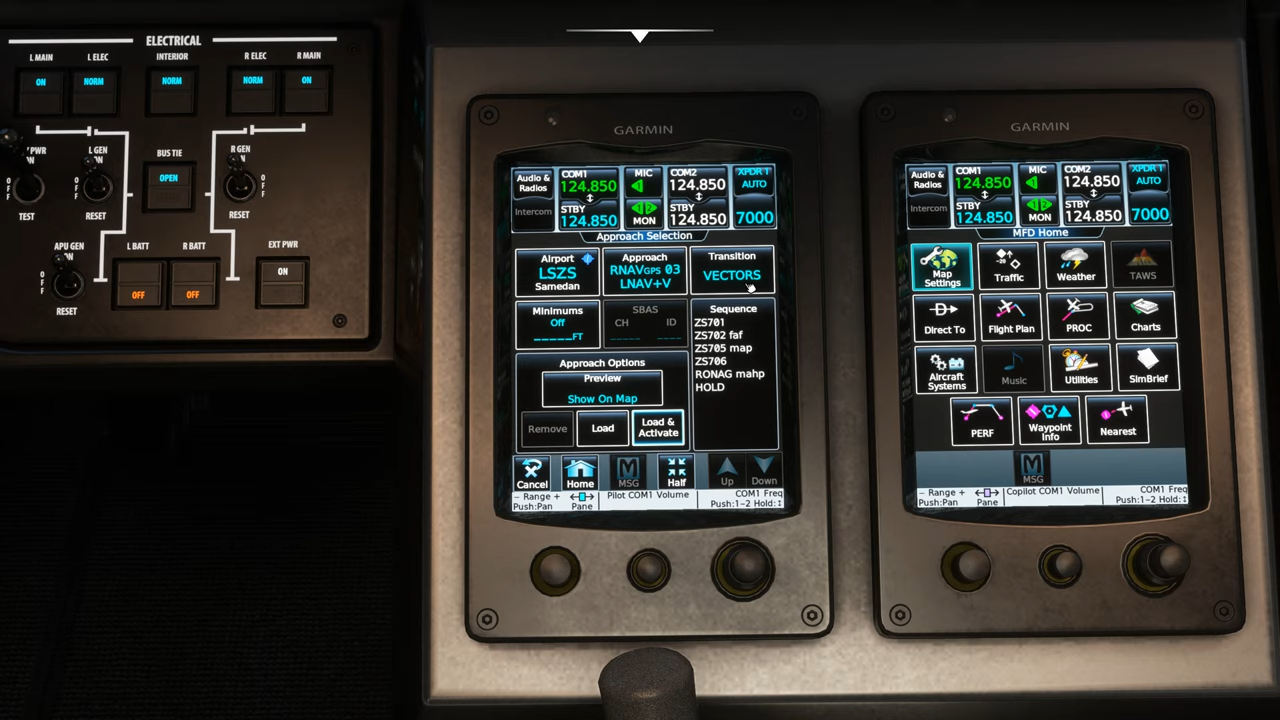 ELECTRICAL
L MAIN
L ELEC
INTERIOR
R ELEC
R MAIN
ON
NORM
NORM
NORM
ON
L GEN
R GEN
BUS TIE
OPEN
OFF
OFF
OFF
TEST
RESET
RESET
APU GEN
ON
L BATT
R BATT
EXT PWR
OFF
OFF
OFF
ON
RESET
GARMIN
Audio & Radios
Intercom
COM1
124.850
STBY
124.850
MIC
MON
COM2
124.850
124.850
XPDR 1
AUTO
7000
Approach Selection
Airport
LSZS
Samedan
Approach
RNAVGPS 03
LNAV+V
Transition
VECTORS
Minimums
Off
_____FT
SBAS
CH
ID
Sequence
ZS701
ZS702 faf
ZS705 map
ZS706
RONAG mahp
HOLD
Approach Options
Preview
Show On Map
Remove
Load
Load & Activate
Cancel
Home
MSG
Half
Up
Down
– Range +
Push:Pan
Pane
Pilot COM1 Volume
COM1 Freq
Push:1–2 Hold:↕
GARMIN
Audio & Radios
Intercom
COM1
124.850
STBY
124.850
MIC
MON
COM2
124.850
124.850
XPDR 1
AUTO
7000
MFD Home
Map Settings
Traffic
Weather
TAWS
Direct To
Flight Plan
PROC
Charts
Aircraft Systems
Music
Utilities
SimBrief
PERF
Waypoint Info
Nearest
MSG
– Range +
Push:Pan
Pane
Copilot COM1 Volume
COM1 Freq
Push:1–2 Hold:↕